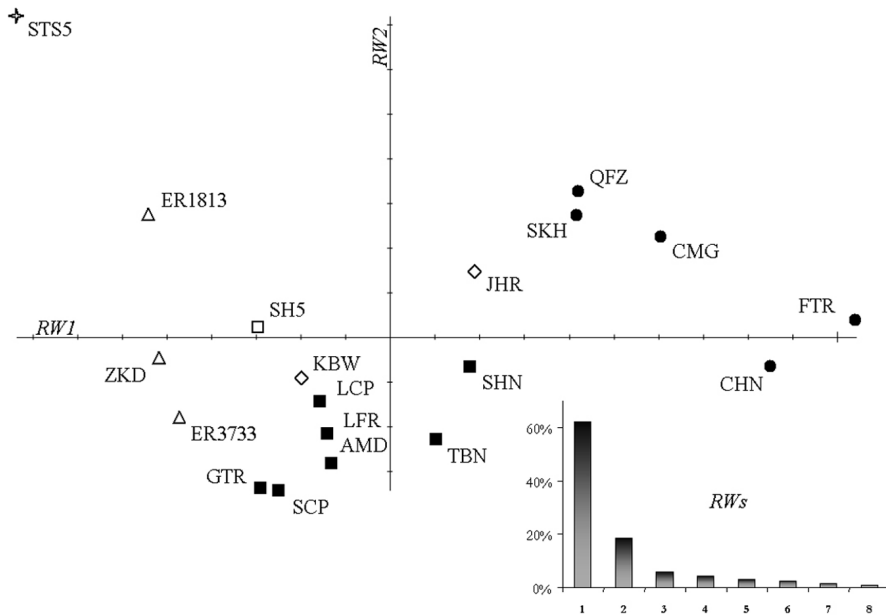 STS5
RW2
QFZ
ER1813
SKH
CMG
JHR
SH5
FTR
RW1
KBW
ZKD
SHN
CHN
LCP
LFR
ER3733
AMD
TBN
GTR
SCP
60%
40%
20%
0%
RWs
1 2 3 4 5 6 7 8